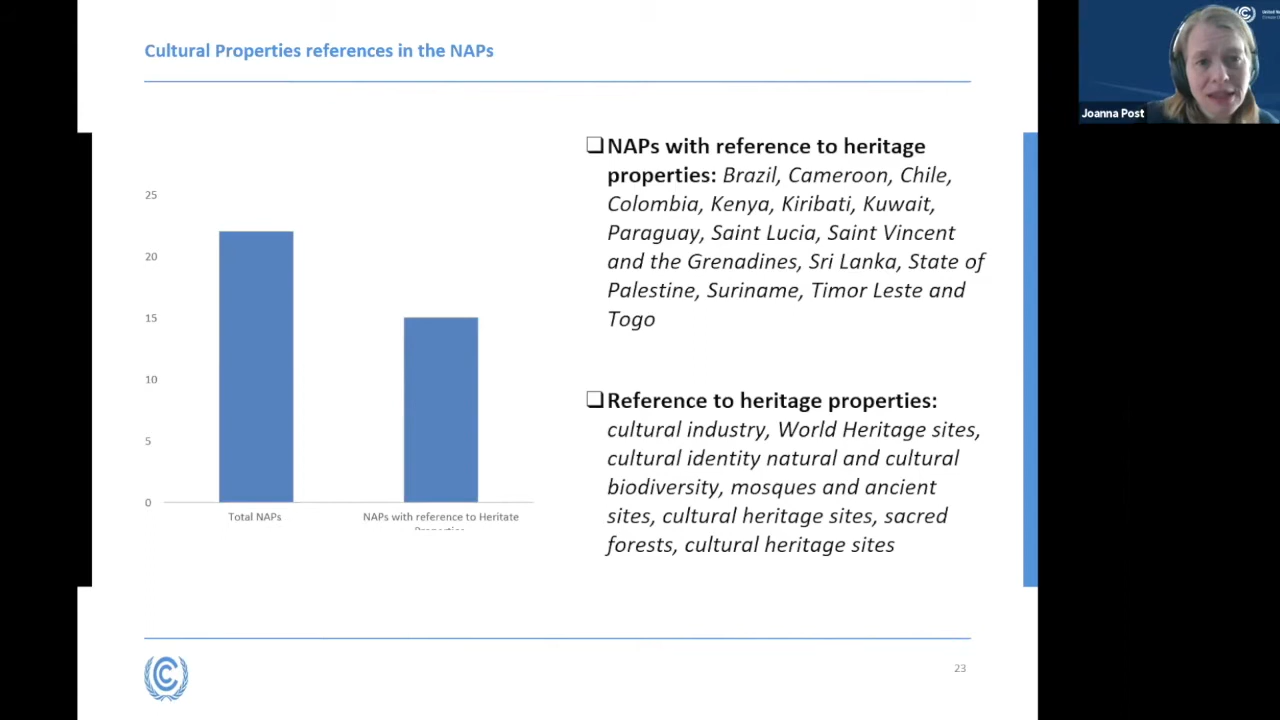 Cultural Properties references in the NAPs
❑NAPs with reference to heritage
properties: Brazil, Cameroon, Chile,
Colombia, Kenya, Kiribati, Kuwait,
Paraguay, Saint Lucia, Saint Vincent
and the Grenadines, Sri Lanka, State of
Palestine, Suriname, Timor Leste and
Togo
❑Reference to heritage properties:
cultural industry, World Heritage sites,
cultural identity natural and cultural
biodiversity, mosques and ancient
sites, cultural heritage sites, sacred
forests, cultural heritage sites
25
20
15
10
5
0
Total NAPs
NAPs with reference to Heritate
23
Joanna Post